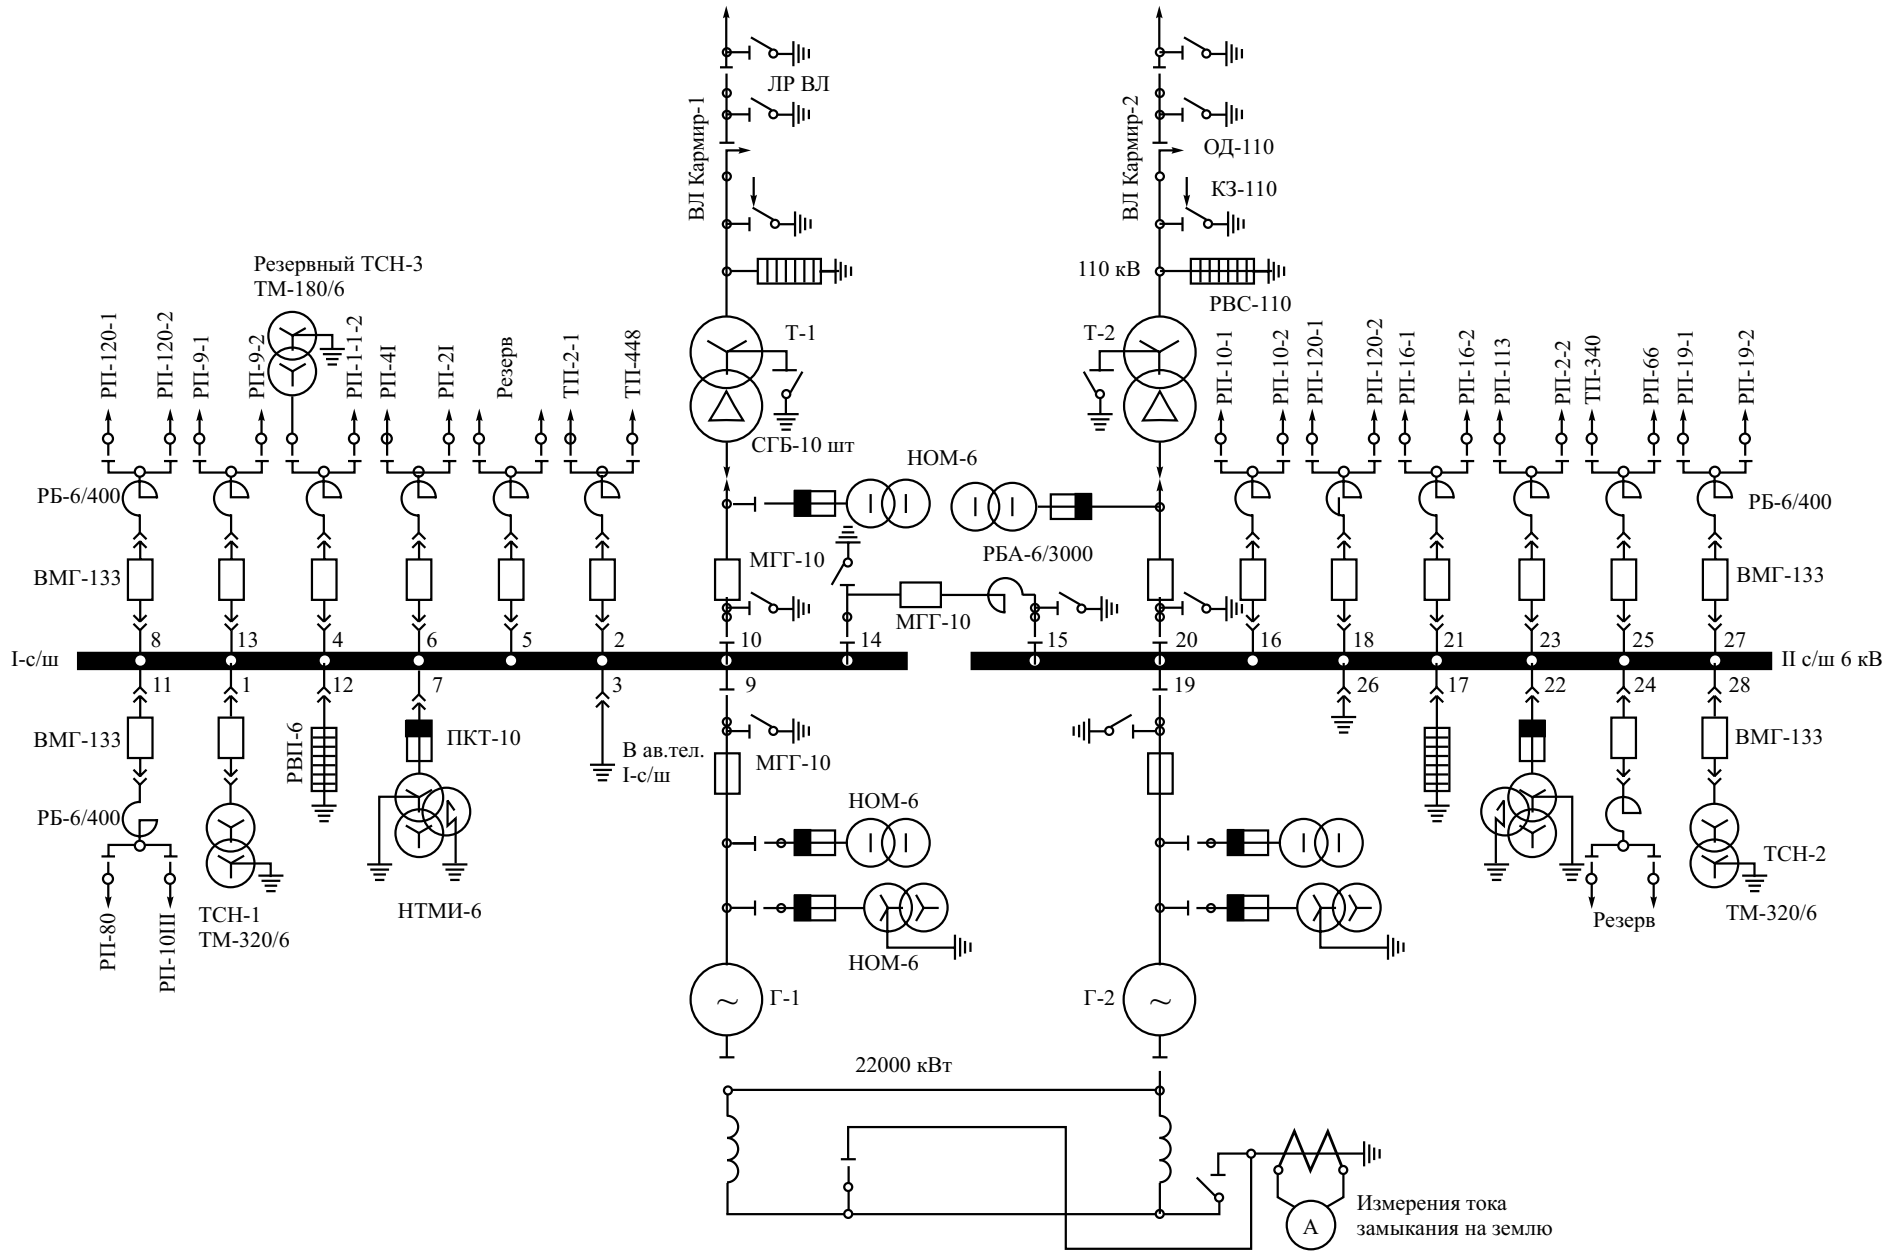 ЛР ВЛ
ВЛ Кармир-1
ВЛ Кармир-2
ОД-110
КЗ-110
110 кВ
РВС-110
Резервный ТСН-3
ТМ-180/6
Т-1
Т-2
РП-120-1
РП-120-2
РП-9-1
РП-9-2
РП-11-1-2
РП-4I
РП-2I
Резерв
ТП-2-1
ТП-448
РП-10-1
РП-10-2
РП-120-1
РП-120-2
РП-16-1
РП-16-2
РП-113
РП-2-2
ТП-340
РП-66
РП-19-1
РП-19-2
СГБ-10 шт
НОМ-6
РБ-6/400
РБ-6/400
РБА-6/3000
МГГ-10
МГГ-10
ВМГ-133
ВМГ-133
8
13
4
6
5
2
10
14
15
20
16
18
21
23
25
27
I-с/ш
II с/ш 6 кВ
11
1
12
7
3
9
19
26
17
22
24
28
ВМГ-133
РВП-6
ПКТ-10
В ав.тел.
I-с/ш
МГГ-10
ВМГ-133
НОМ-6
РБ-6/400
ТСН-2
ТСН-1
ТМ-320/6
НТМИ-6
Резерв
ТМ-320/6
РП-80
РП-10III
НОМ-6
~
Г-1
Г-2
~
22000 кВт
А
Измерения тока
замыкания на землю